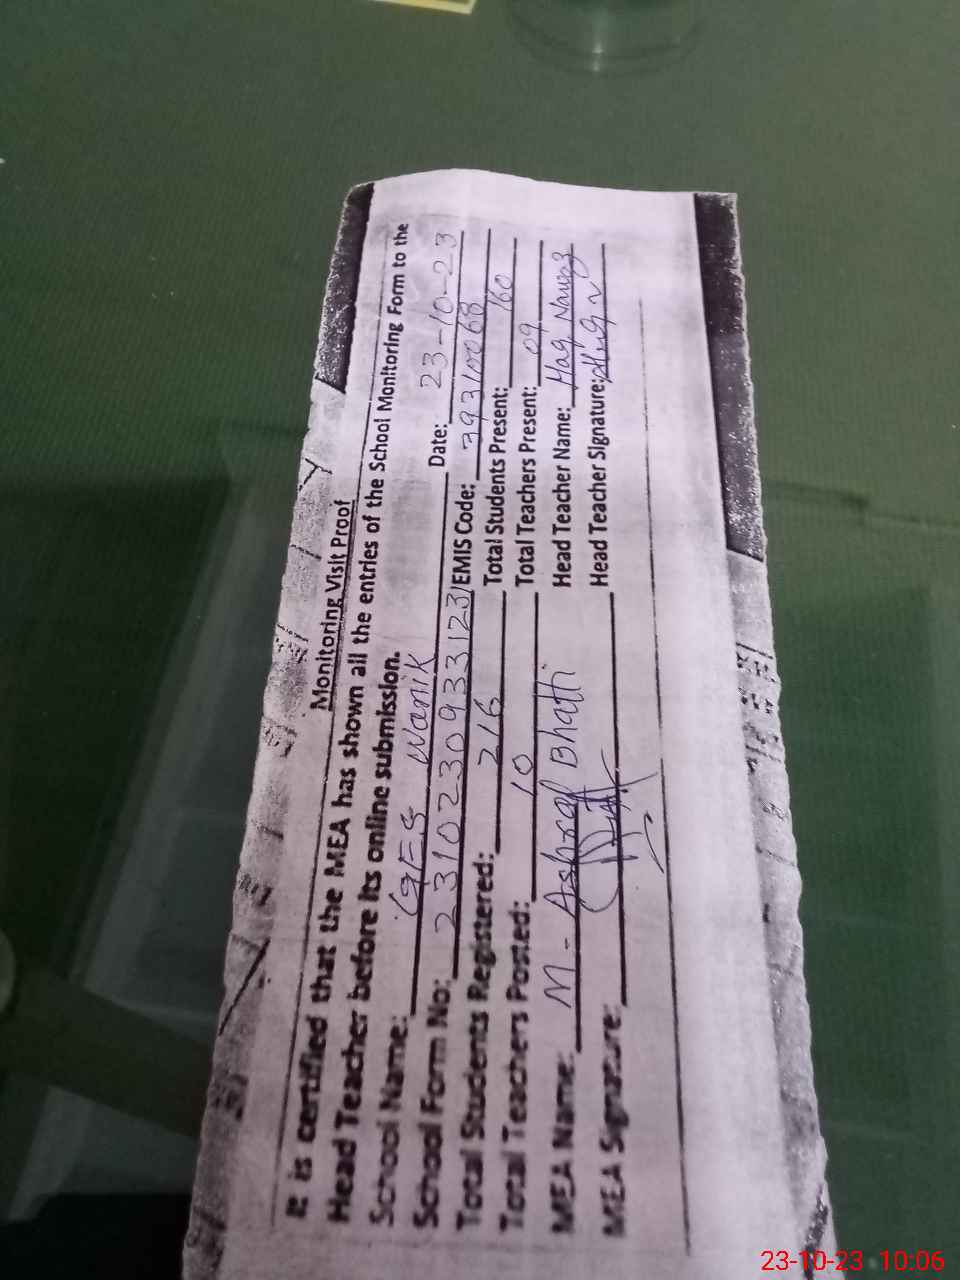 Monitoring Visit Proof
It is certified that the MEA has shown all the entries of the School Monitoring Form to the
Head Teacher before its online submission.
School Name: GES Wanik Date: 23-10-23
School Form No: 2310230933123 EMIS Code: 39310068
Total Students Registered: 216 Total Students Present: 160
Total Teachers Posted: 10 Total Teachers Present: 09
MEA Name: M-Ashraf Bhatti Head Teacher Name: Haq Nawaz
MEA Signature: Head Teacher Signature:
23-10-23 10:06